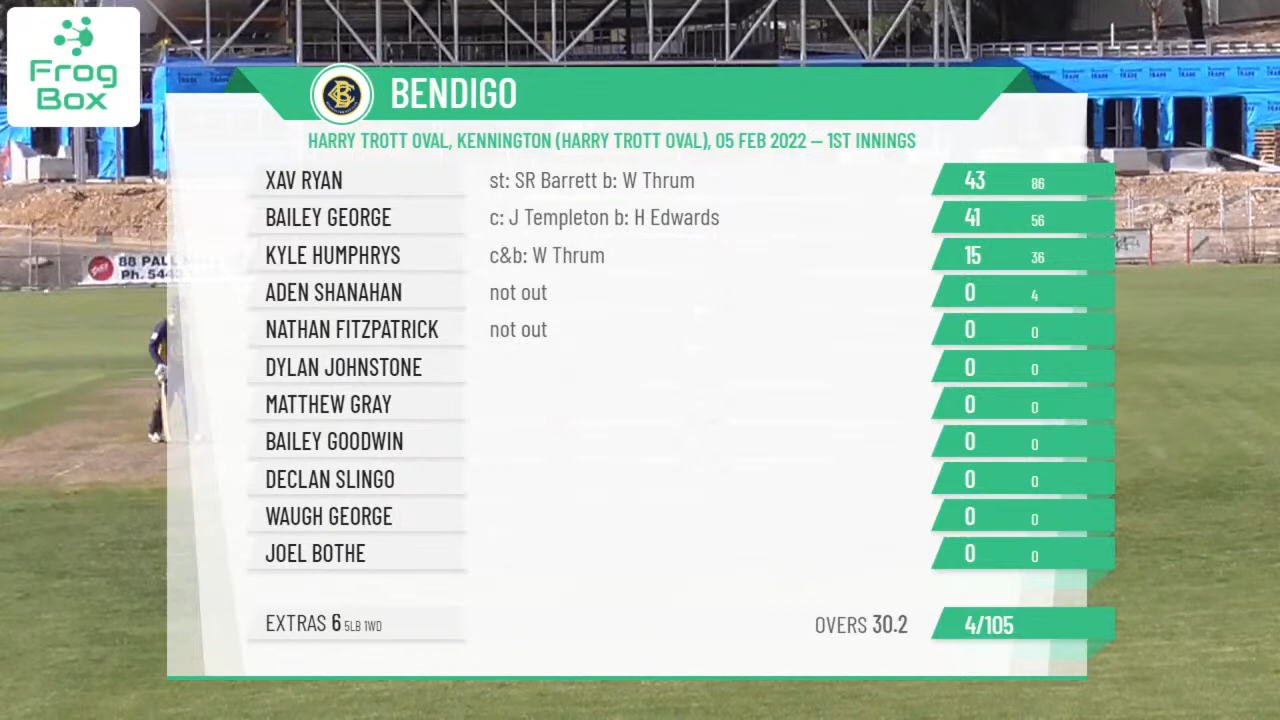 Frog
Box
BENDIGO
HARRY TROTT OVAL, KENNINGTON (HARRY TROTT OVAL), 05 FEB 2022 – 1ST INNINGS
XAV RYAN st: SR Barrett b: W Thrum 43 86
BAILEY GEORGE c: J Templeton b: H Edwards 41 56
KYLE HUMPHRYS c&b: W Thrum 15 36
ADEN SHANAHAN not out 0 4
NATHAN FITZPATRICK not out 0 0
DYLAN JOHNSTONE 0 0
MATTHEW GRAY 0 0
BAILEY GOODWIN 0 0
DECLAN SLINGO 0 0
WAUGH GEORGE 0 0
JOEL BOTHE 0 0
EXTRAS 6 5LB 1WD OVERS 30.2 4/105
88 PALL
Ph. 544